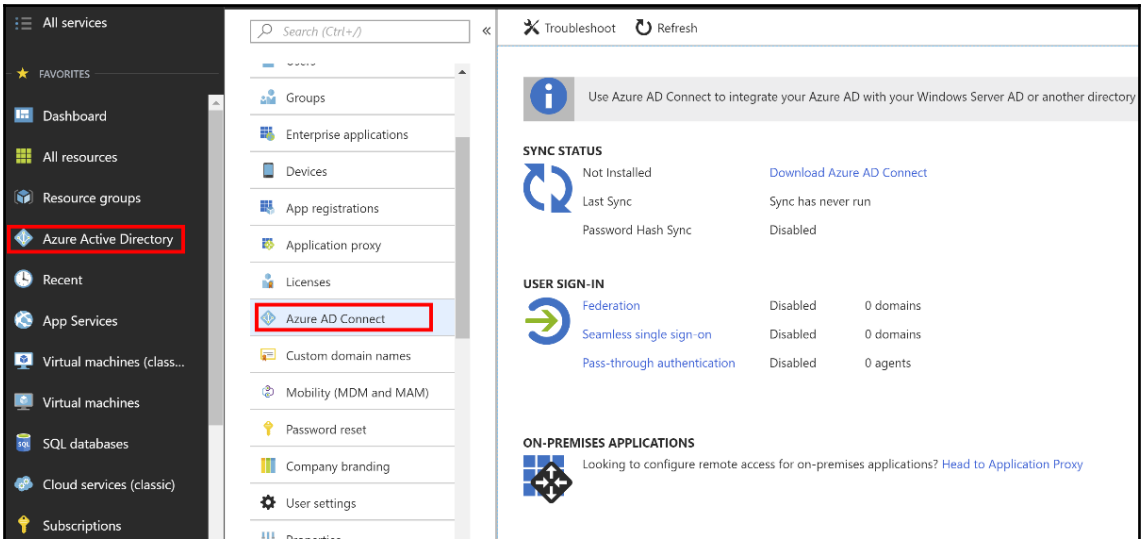 All services
FAVORITES
Dashboard
All resources
Resource groups
Azure Active Directory
Recent
App Services
Virtual machines (class...
Virtual machines
SQL databases
Cloud services (classic)
Subscriptions
Search (Ctrl+/)
«
Users
Groups
Enterprise applications
Devices
App registrations
Application proxy
Licenses
Azure AD Connect
Custom domain names
Mobility (MDM and MAM)
Password reset
Company branding
User settings
Properties
Troubleshoot Refresh
Use Azure AD Connect to integrate your Azure AD with your Windows Server AD or another directory
SYNC STATUS
Not Installed Download Azure AD Connect
Last Sync Sync has never run
Password Hash Sync Disabled
USER SIGN-IN
Federation Disabled 0 domains
Seamless single sign-on Disabled 0 domains
Pass-through authentication Disabled 0 agents
ON-PREMISES APPLICATIONS
Looking to configure remote access for on-premises applications? Head to Application Proxy